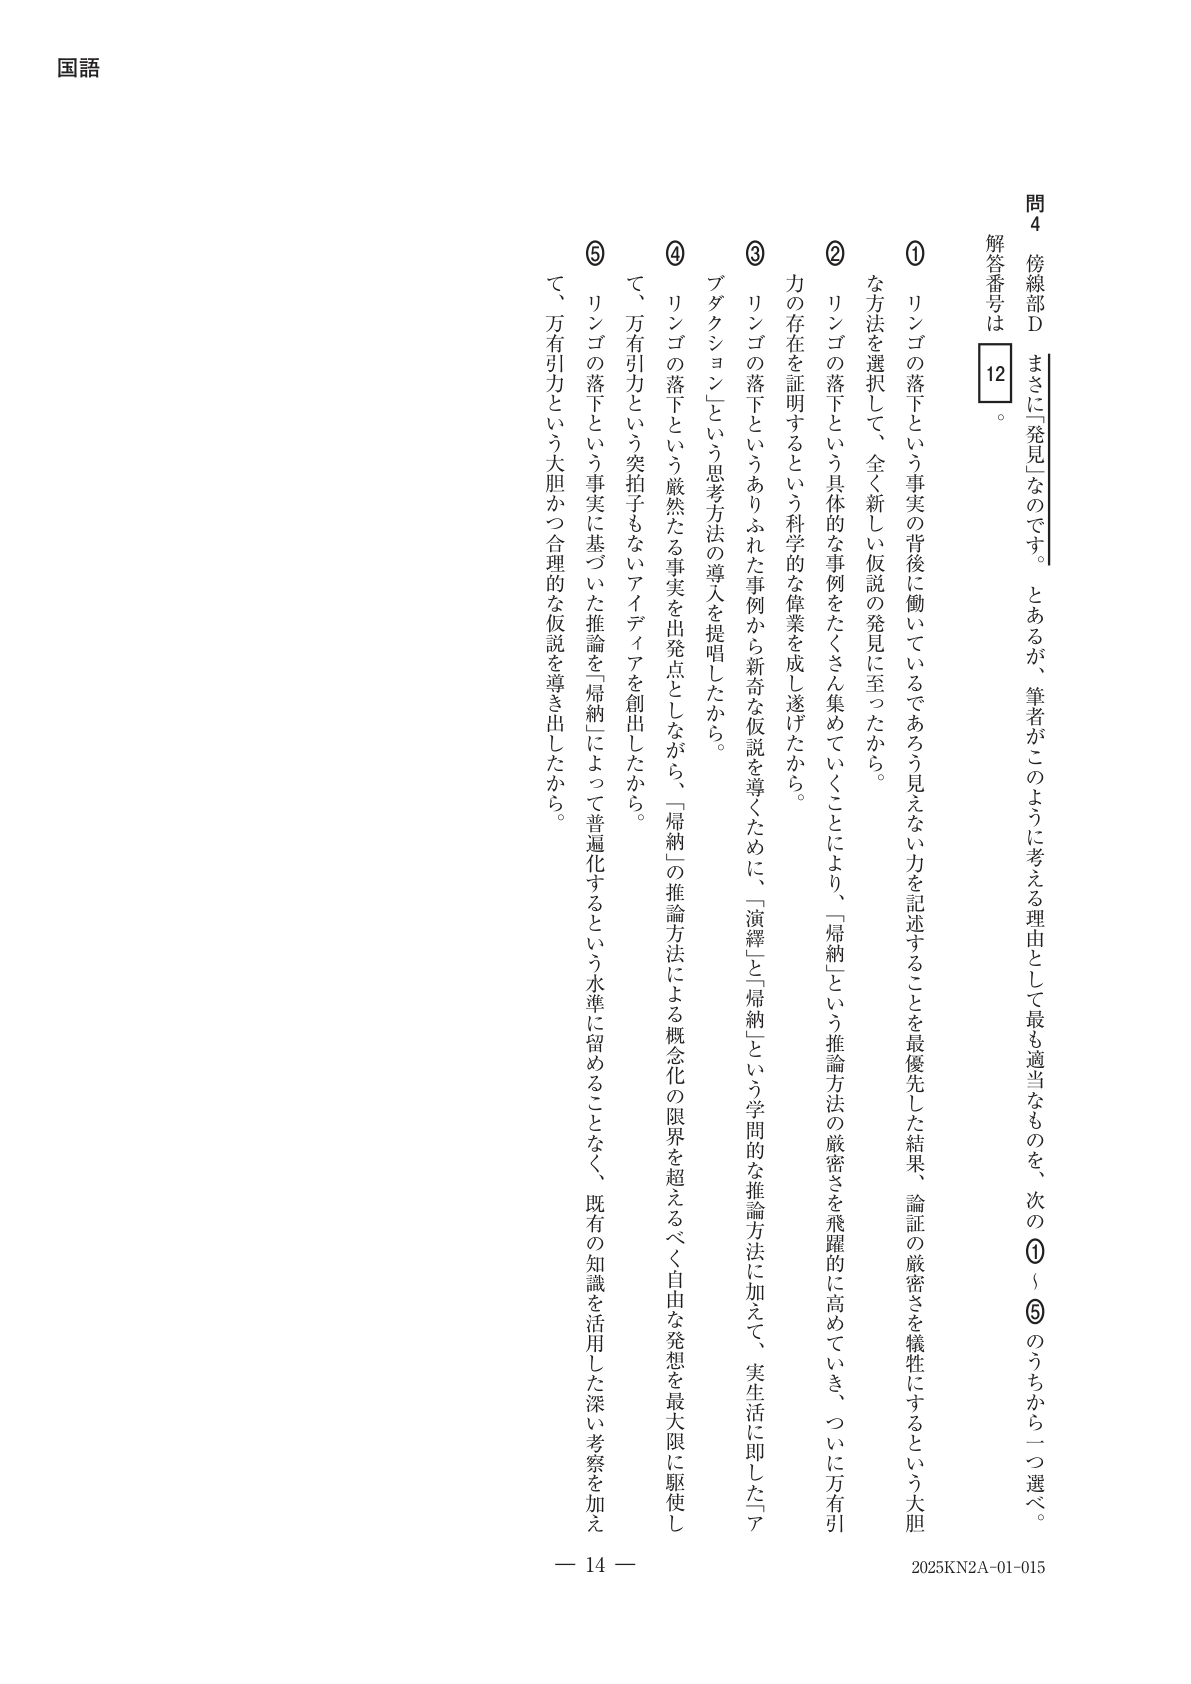 国語
問4 傍線部D まさに「発見」なのです。 とあるが、筆者がこのように考える理由として最も適当なものを、次の①～⑤のうちから一つ選べ。
解答番号は 12 。
① リンゴの落下という事実の背後に働いているであろう見えない力を記述することを最優先した結果、論証の厳密さを犠牲にするという大胆
な方法を選択して、全く新しい仮説の発見に至ったから。
② リンゴの落下という具体的な事例をたくさん集めていくことにより、「帰納」という推論方法の厳密さを飛躍的に高めていき、ついに万有引
力の存在を証明するという科学的な偉業を成し遂げたから。
③ リンゴの落下というありふれた事例から新奇な仮説を導くために、「演繹」と「帰納」という学問的な推論方法に加えて、実生活に即した「ア
ブダクション」という思考方法の導入を提唱したから。
④ リンゴの落下という厳然たる事実を出発点としながら、「帰納」の推論方法による概念化の限界を超えるべく自由な発想を最大限に駆使し
て、万有引力という突拍子もないアイディアを創出したから。
⑤ リンゴの落下という事実に基づいた推論を「帰納」によって普遍化するという水準に留めることなく、既有の知識を活用した深い考察を加え
て、万有引力という大胆かつ合理的な仮説を導き出したから。
— 14 —
2025KN2A-01-015